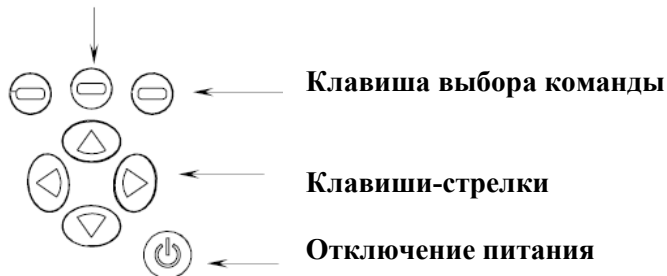 Клавиша выбора команды
Клавиши-стрелки
Отключение питания